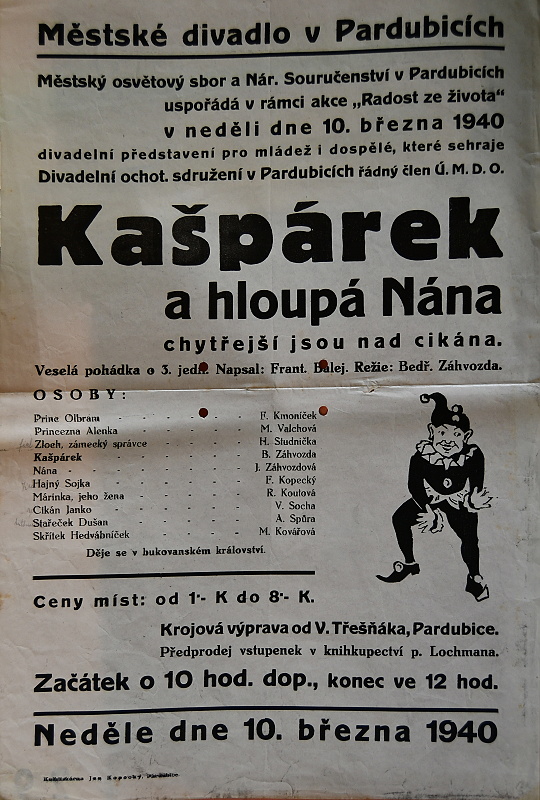 Městské divadlo v Pardubicích
Městský osvětový sbor a Nár. Souručenství v Pardubicích
uspořádá v rámci akce „Radost ze života“
v neděli dne 10. března 1940
divadelní představení pro mládež i dospělé, které sehraje
Divadelní ochot. sdružení v Pardubicích řádný člen Ú. M. D. O.
Kašpárek
a hloupá Nána
chytřejší jsou nad cikána.
Veselá pohádka o 3. jedn. Napsal: Frant. Balej. Režie: Bedř. Záhvozda.
OSOBY:
Princ Olbram - - - - - - F. Kmoníček
Princezna Alenka - - - - - M. Valchová
Zloch, zámecký správce - - - - H. Studnička
Kašpárek - - - - - - B. Záhvozda
Nána - - - - - - J. Záhvozdová
Hajný Sojka - - - - - - F. Kopecký
Márinka, jeho žena - - - - - R. Koutová
Cikán Janko - - - - - - V. Socha
Stařeček Dušan - - - - - A. Spůra
Skřítek Hedvábníček - - - - - M. Kovářová
Děje se v bukovanském království.
Ceny míst: od 1·- K do 8·- K.
Krojová výprava od V. Třešňáka, Pardubice.
Předprodej vstupenek v knihkupectví p. Lochmana.
Začátek o 10 hod. dop., konec ve 12 hod.
Neděle dne 10. března 1940
Knihtiskárna Jan Kopecký, Pardubice.